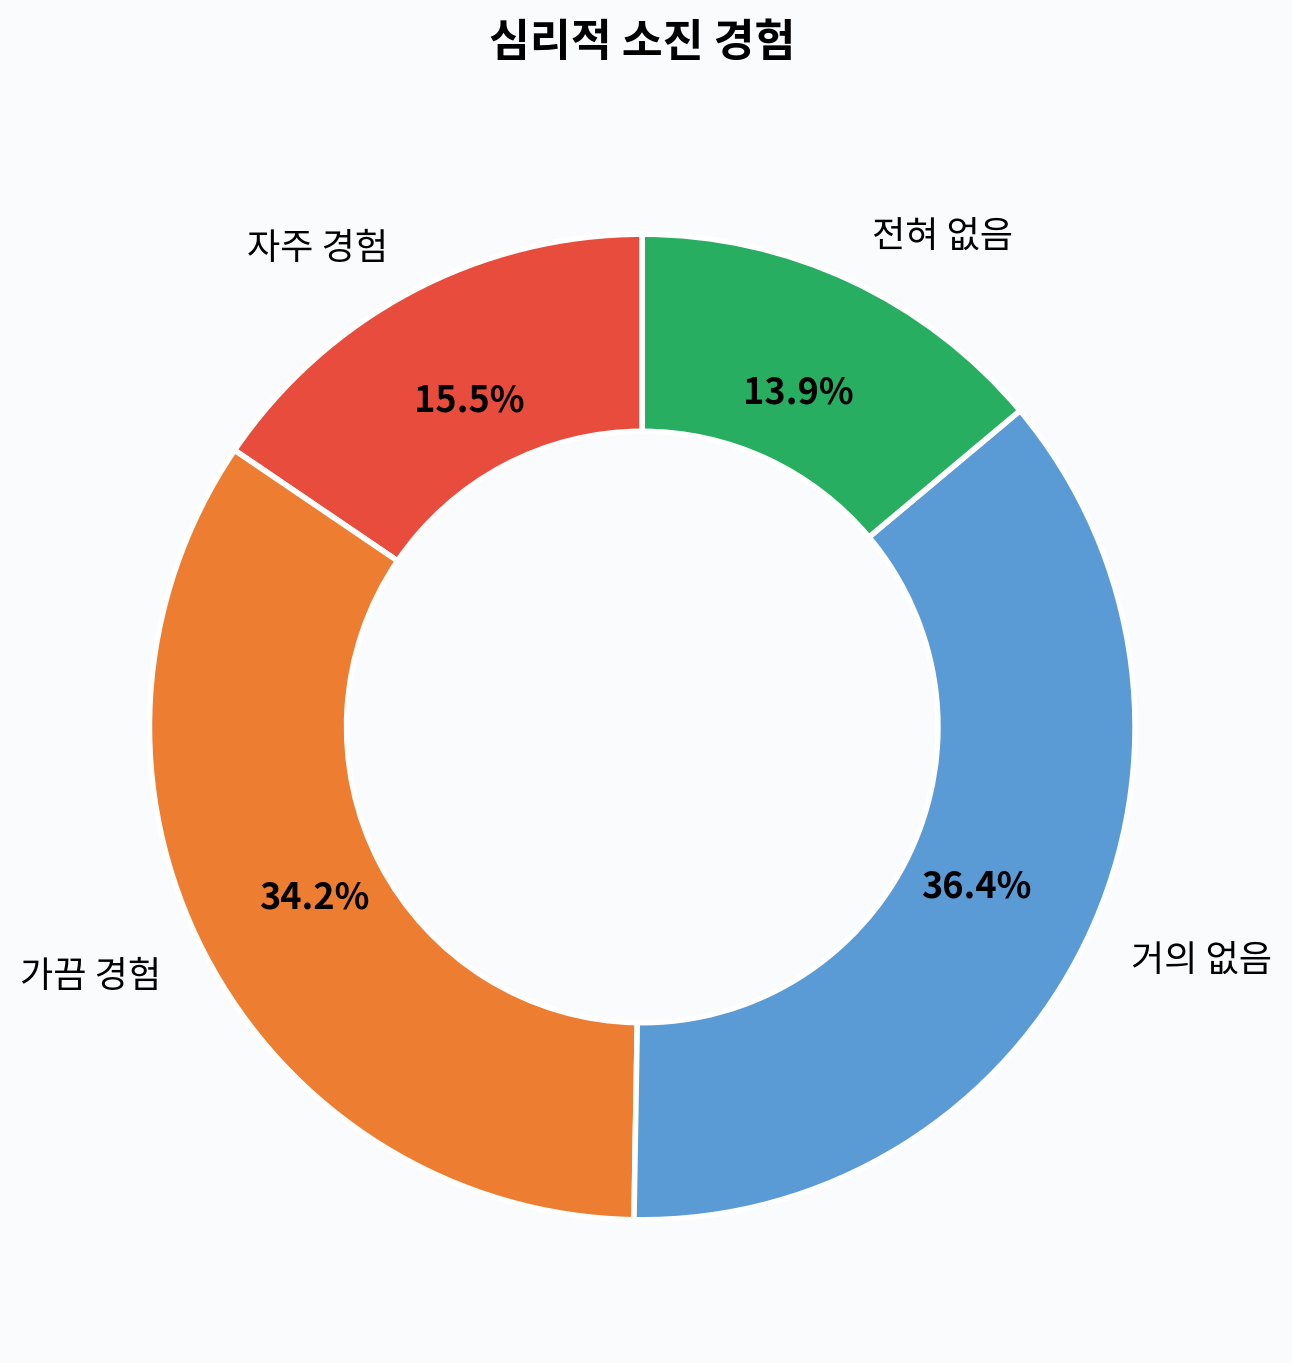 심리적 소진 경험
자주 경험
전혀 없음
15.5%
13.9%
34.2%
36.4%
가끔 경험
거의 없음